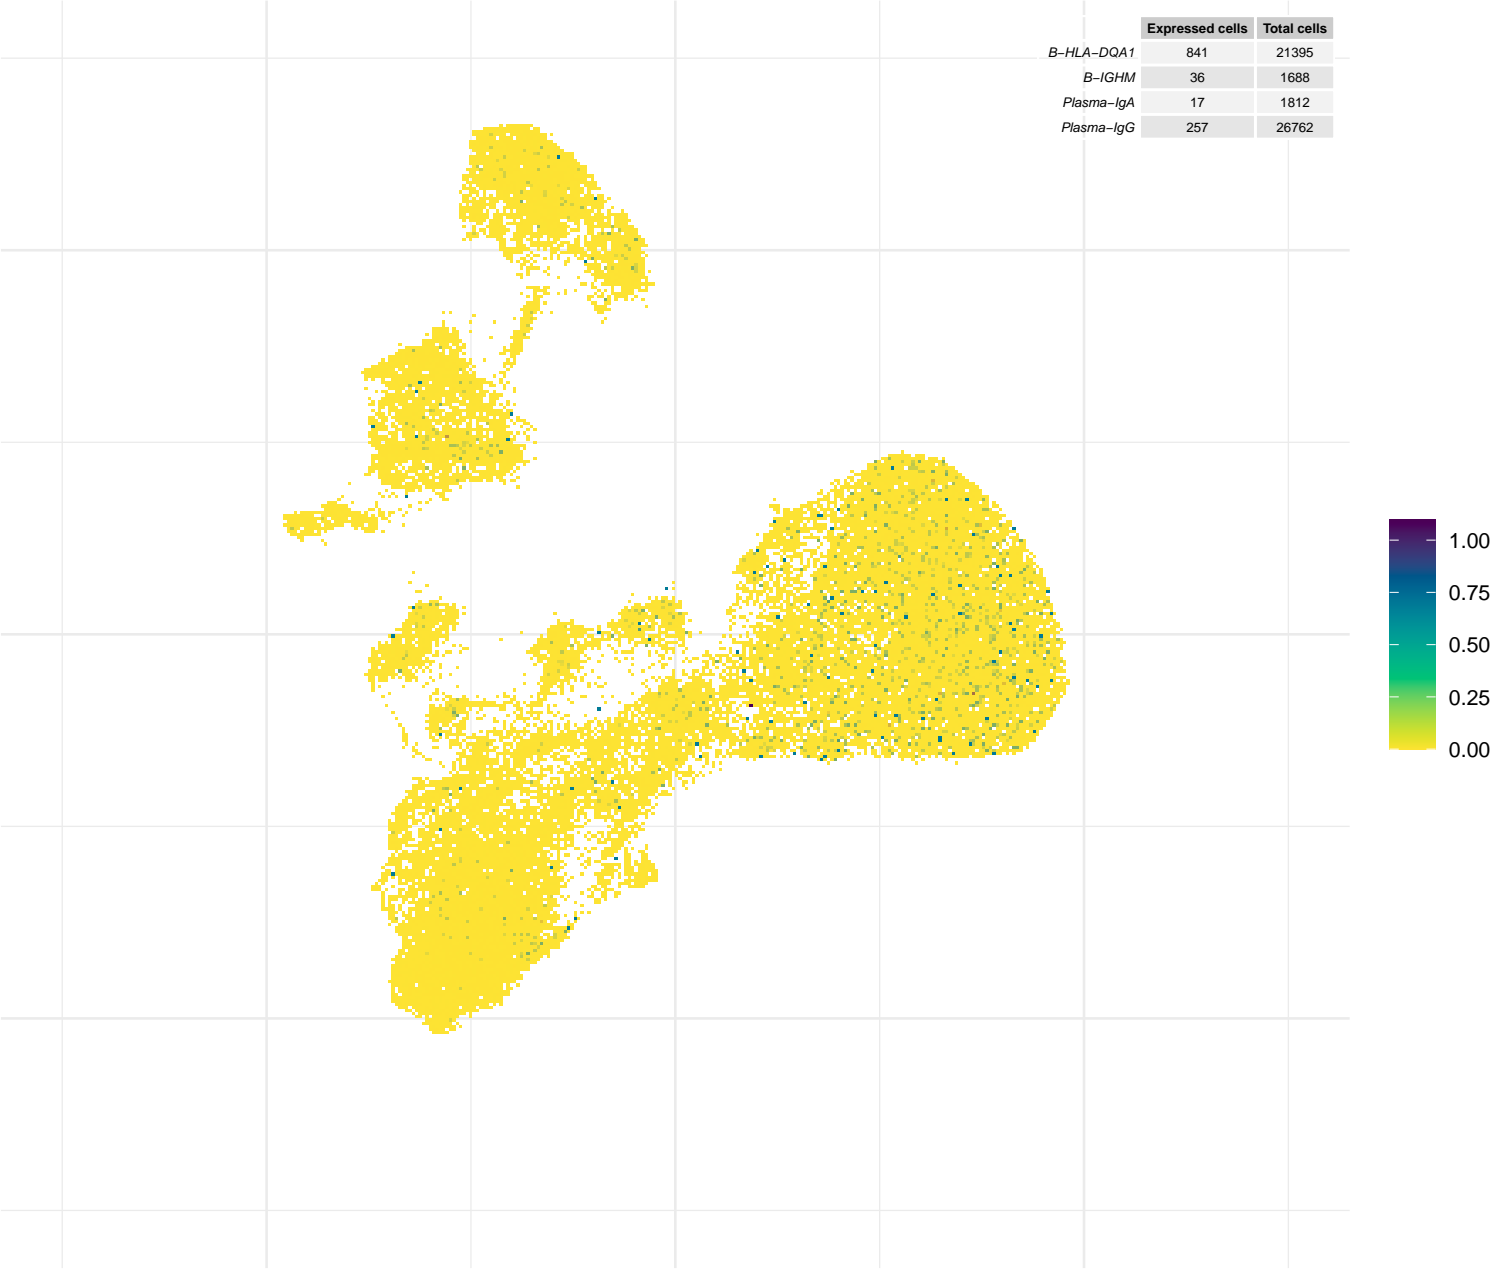 Expressed cells Total cells
B−HLA−DQA1 841 21395
B−IGHM 36 1688
Plasma−IgA 17 1812
Plasma−IgG 257 26762
1.00
0.75
0.50
0.25
0.00